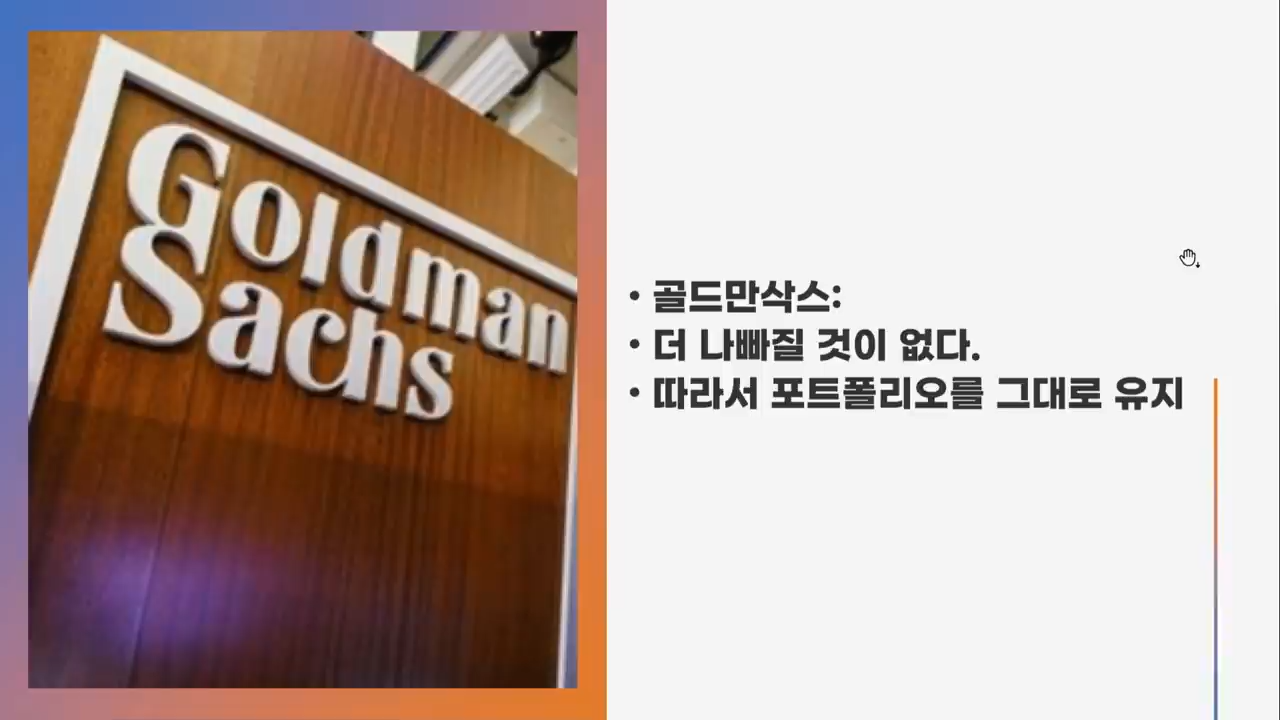 Goldman
Sachs
• 골드만삭스:
• 더 나빠질 것이 없다.
• 따라서 포트폴리오를 그대로 유지